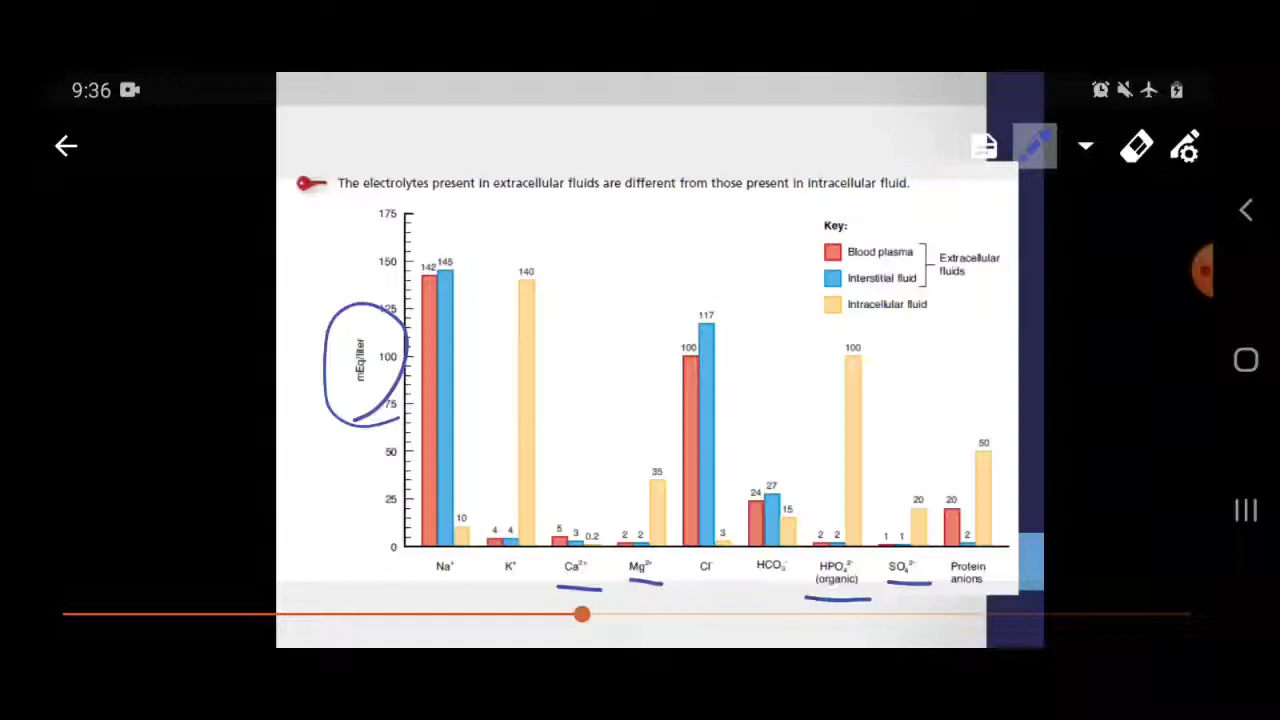 9:36
The electrolytes present in extracellular fluids are different from those present in intracellular fluid.
175
150
125
100
75
50
25
0
mEq/liter
Key:
Blood plasma
Interstitial fluid
Extracellular
fluids
Intracellular fluid
142 145 10
4 4 140
5 3 0.2
2 2 35
100 117 3
24 27 15
2 2 100
1 1 20
20 2 50
Na⁺ K⁺ Ca²⁺ Mg²⁺ Cl⁻ HCO₃⁻ HPO₄²⁻ SO₄²⁻ Protein
(organic) anions